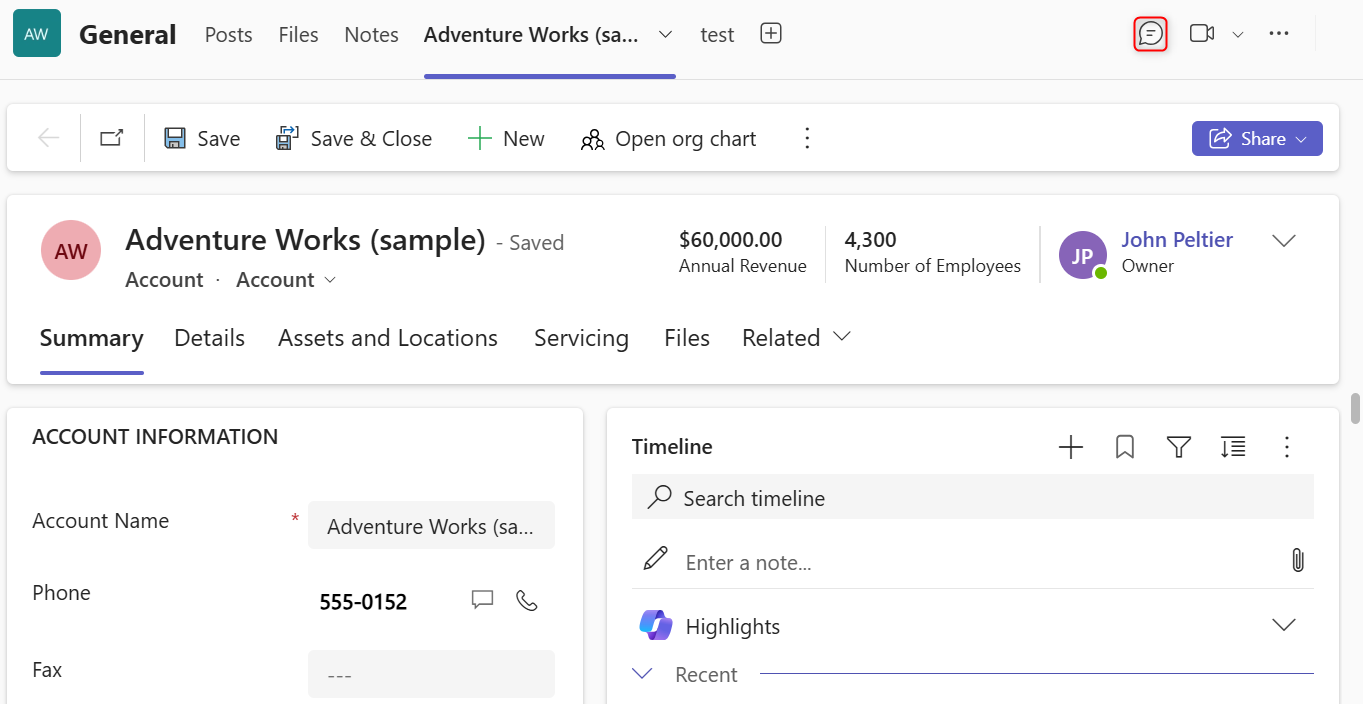 AW General Posts Files Notes Adventure Works (sa... test
Save Save & Close New Open org chart Share
AW Adventure Works (sample) - Saved
Account · Account
$60,000.00
Annual Revenue
4,300
Number of Employees
JP John Peltier
Owner
Summary Details Assets and Locations Servicing Files Related
ACCOUNT INFORMATION
Account Name * Adventure Works (sa...
Phone 555-0152
Fax ---
Timeline
Search timeline
Enter a note...
Highlights
Recent